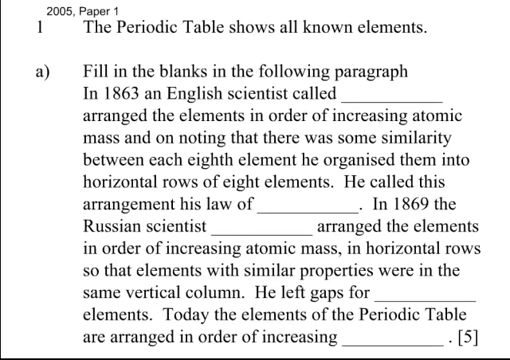 2005, Paper 1
1 The Periodic Table shows all known elements.
a) Fill in the blanks in the following paragraph
In 1863 an English scientist called ___________
arranged the elements in order of increasing atomic
mass and on noting that there was some similarity
between each eighth element he organised them into
horizontal rows of eight elements. He called this
arrangement his law of ___________. In 1869 the
Russian scientist ___________ arranged the elements
in order of increasing atomic mass, in horizontal rows
so that elements with similar properties were in the
same vertical column. He left gaps for ___________
elements. Today the elements of the Periodic Table
are arranged in order of increasing ___________ . [5]